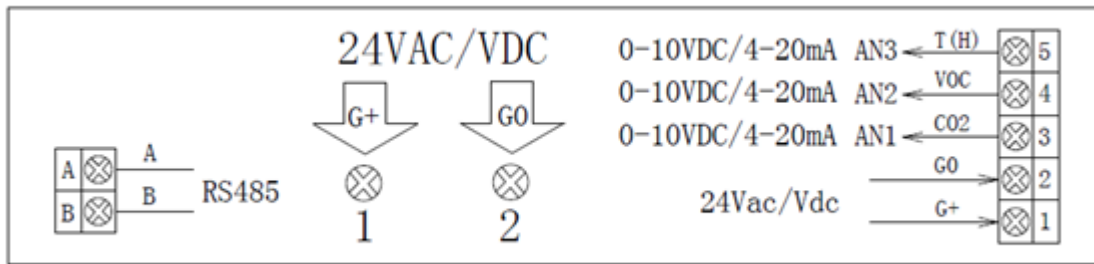 24VAC/VDC
G+
G0
1
2
A
B
A
B
RS485
0-10VDC/4-20mA AN3 T(H) 5
0-10VDC/4-20mA AN2 VOC 4
0-10VDC/4-20mA AN1 CO2 3
G0 2
24Vac/Vdc
G+ 1